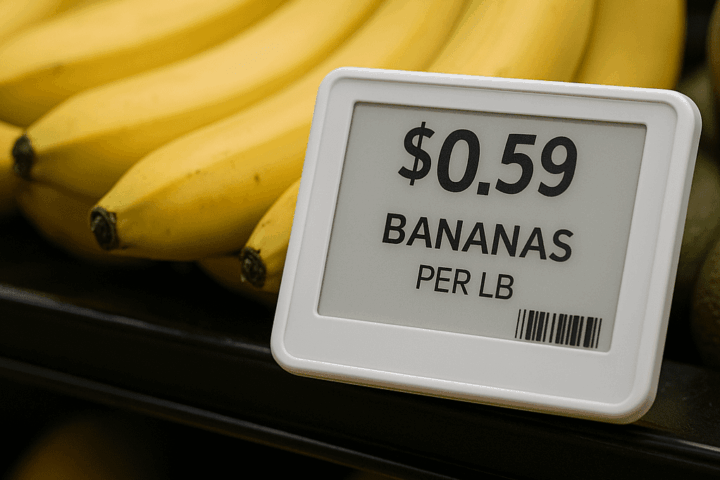 $0.59
BANANAS
PER LB